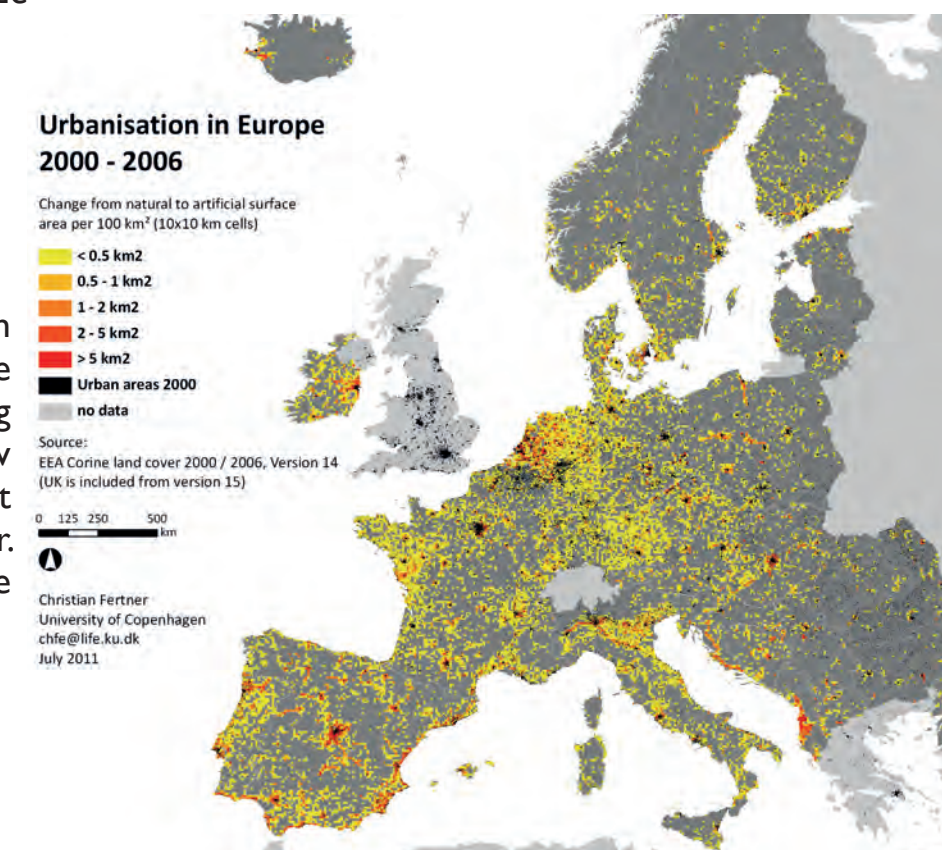 Urbanisation in Europe
2000 - 2006
Change from natural to artificial surface
area per 100 km² (10x10 km cells)
< 0.5 km2
0.5 - 1 km2
1 - 2 km2
2 - 5 km2
> 5 km2
Urban areas 2000
no data
Source:
EEA Corine land cover 2000 / 2006, Version 14
(UK is included from version 15)
0 125 250 500
km
Christian Fertner
University of Copenhagen
chfe@life.ku.dk
July 2011